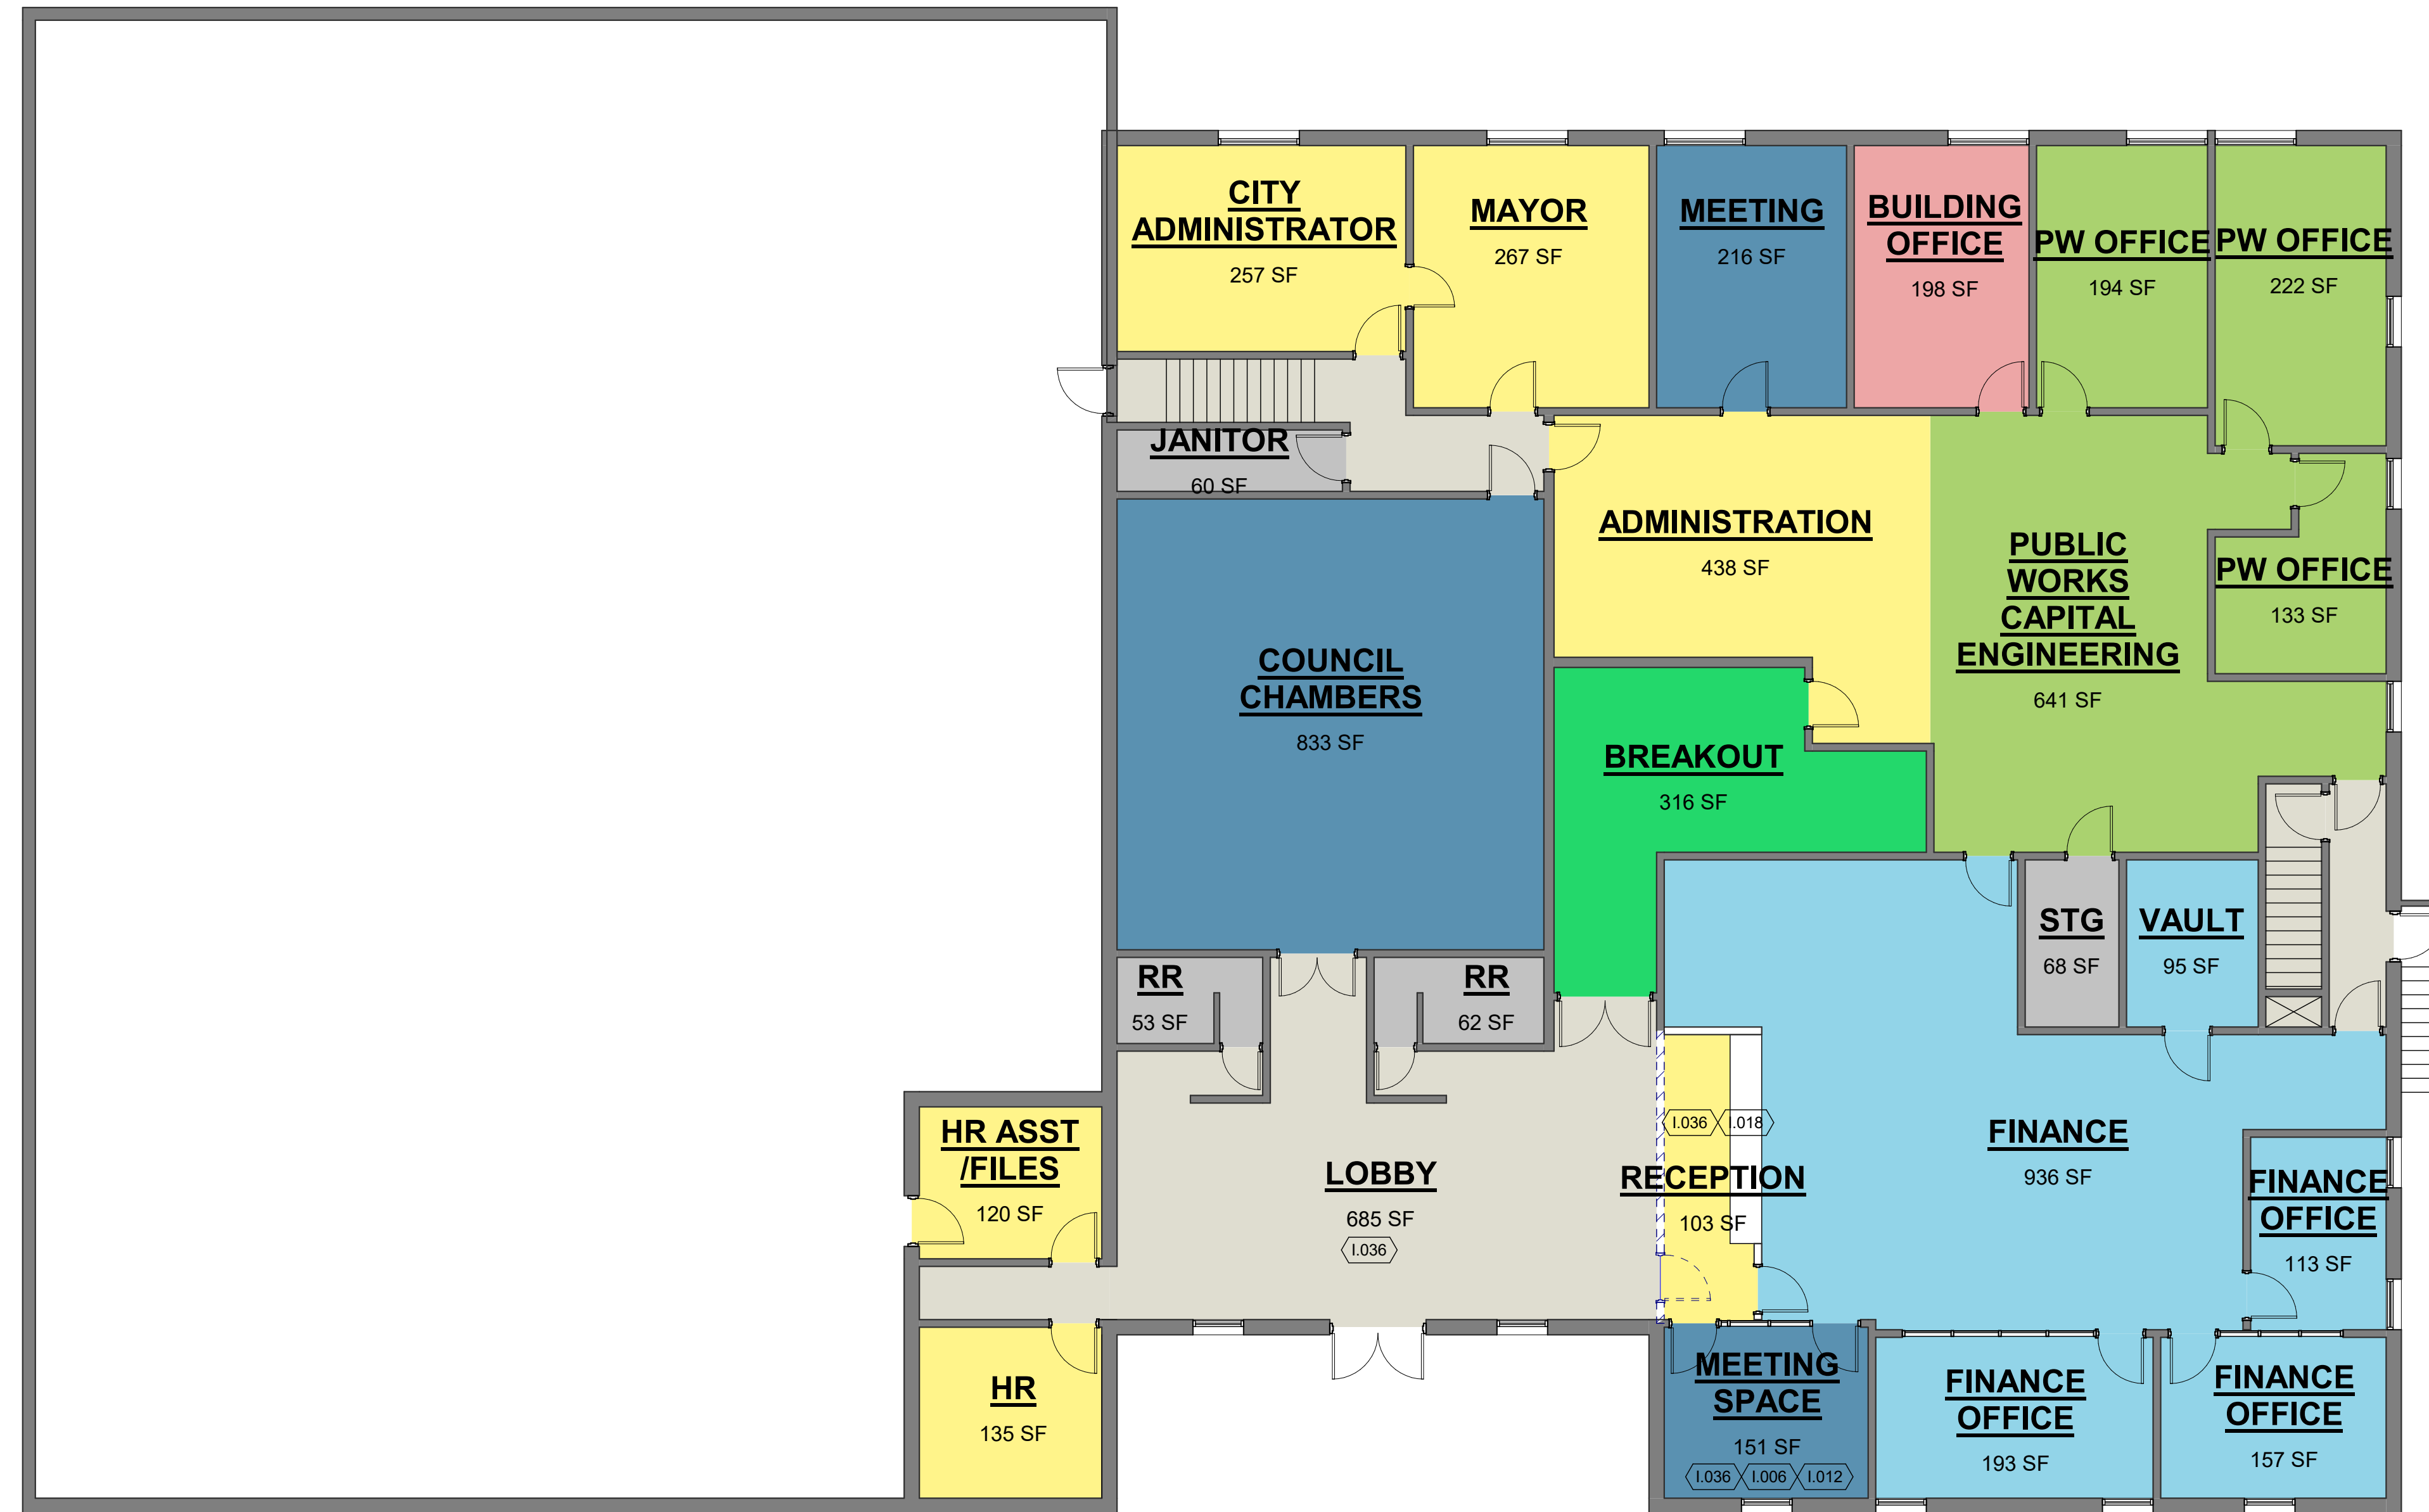 CITY
ADMINISTRATOR
257 SF
MAYOR
267 SF
MEETING
216 SF
BUILDING
OFFICE
198 SF
PW OFFICE
194 SF
PW OFFICE
222 SF
JANITOR
60 SF
ADMINISTRATION
438 SF
PUBLIC
WORKS
CAPITAL
ENGINEERING
641 SF
PW OFFICE
133 SF
COUNCIL
CHAMBERS
833 SF
BREAKOUT
316 SF
RR
53 SF
RR
62 SF
STG
68 SF
VAULT
95 SF
HR ASST
/FILES
120 SF
LOBBY
685 SF
I.036
I.036 I.018
RECEPTION
103 SF
FINANCE
936 SF
FINANCE
OFFICE
113 SF
HR
135 SF
MEETING
SPACE
151 SF
I.036 I.006 I.012
FINANCE
OFFICE
193 SF
FINANCE
OFFICE
157 SF